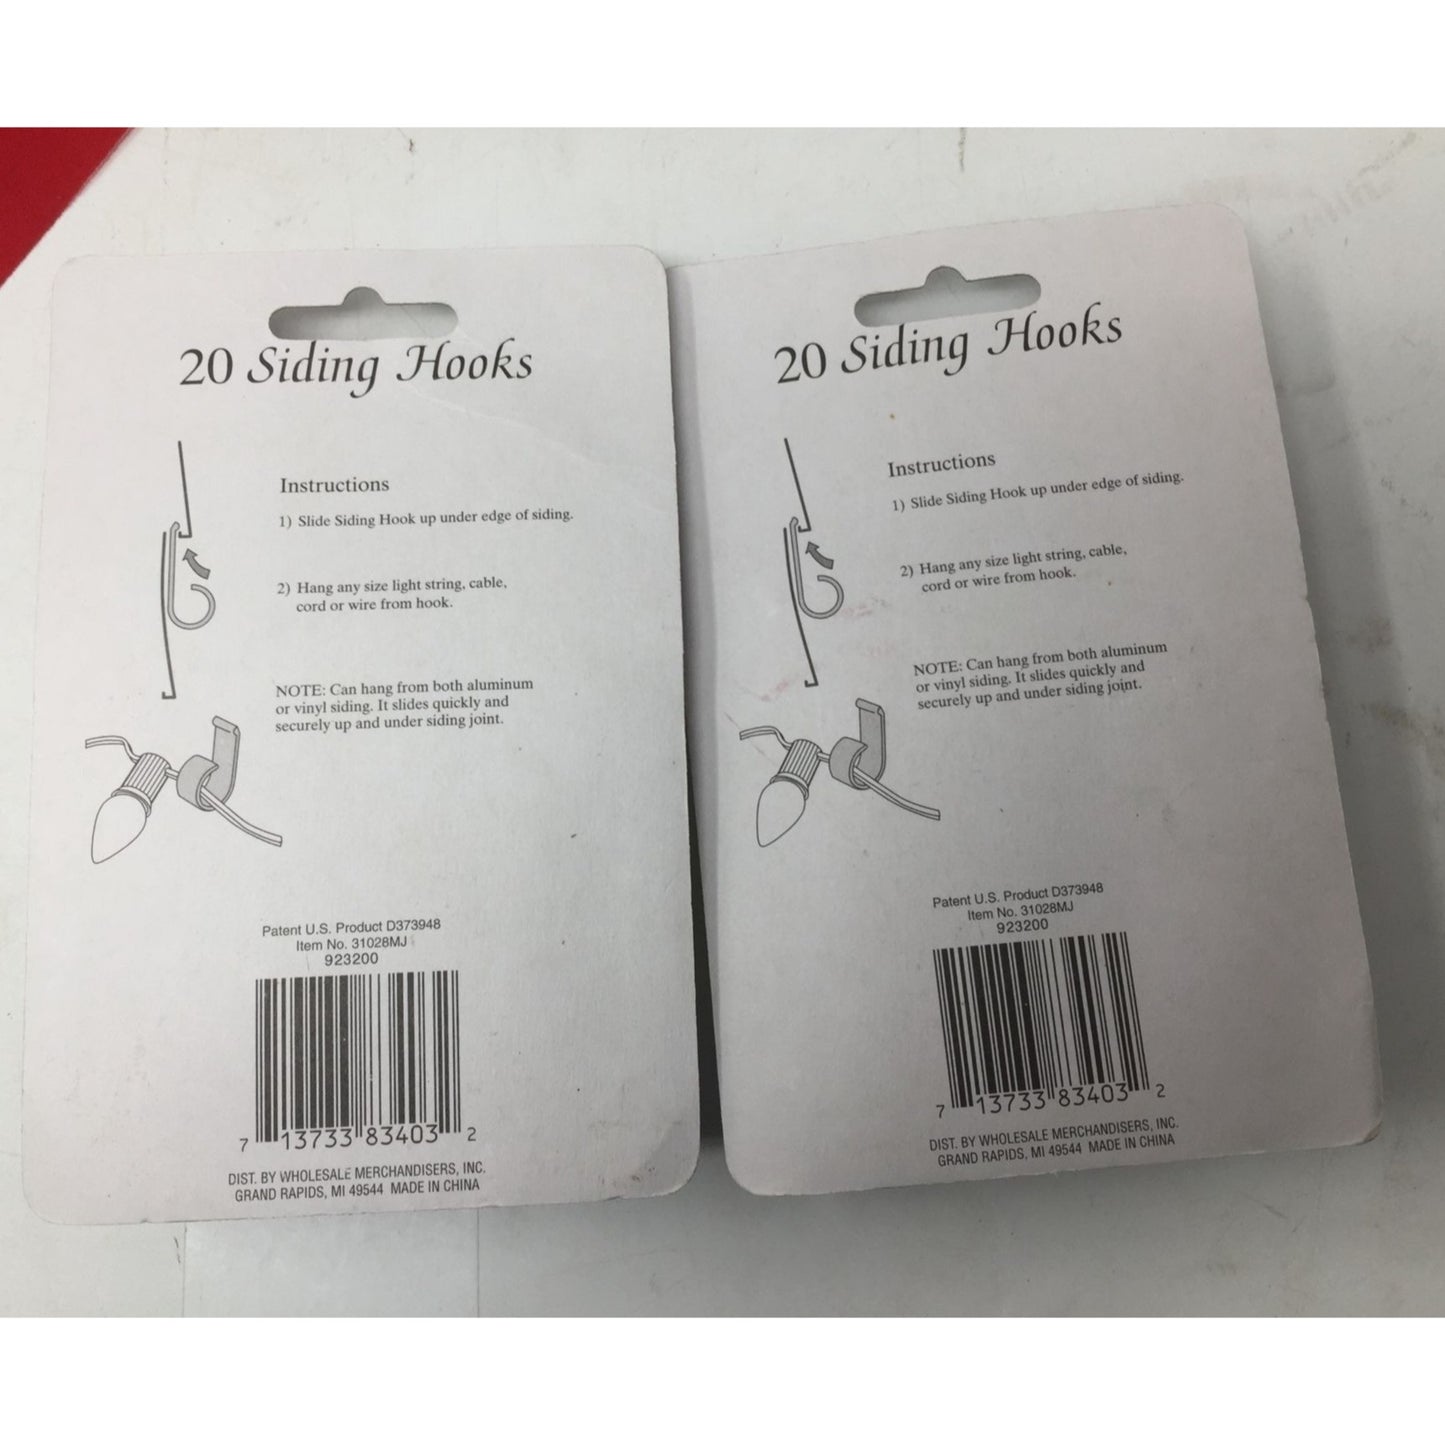 20 Siding Hooks
Instructions
1) Slide Siding Hook up under edge of siding.
2) Hang any size light string, cable,
cord or wire from hook.
NOTE: Can hang from both aluminum
or vinyl siding. It slides quickly and
securely up and under siding joint.
Patent U.S. Product D373948
Item No. 31028MJ
923200
7 13733 83403 2
DIST. BY WHOLESALE MERCHANDISERS, INC.
GRAND RAPIDS, MI 49544 MADE IN CHINA
20 Siding Hooks
Instructions
1) Slide Siding Hook up under edge of siding.
2) Hang any size light string, cable,
cord or wire from hook.
NOTE: Can hang from both aluminum
or vinyl siding. It slides quickly and
securely up and under siding joint.
Patent U.S. Product D373948
Item No. 31028MJ
923200
7 13733 83403 2
DIST. BY WHOLESALE MERCHANDISERS, INC.
GRAND RAPIDS, MI 49544 MADE IN CHINA